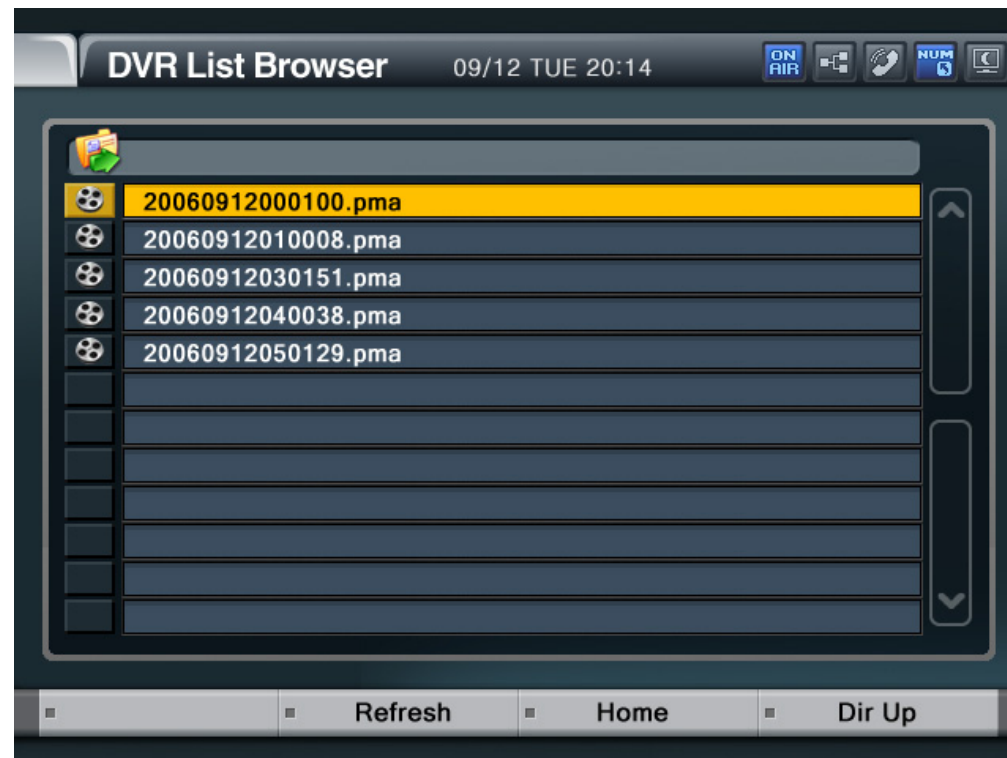 DVR List Browser 09/12 TUE 20:14 ON AIR NUM
20060912000100.pma
20060912010008.pma
20060912030151.pma
20060912040038.pma
20060912050129.pma
Refresh Home Dir Up